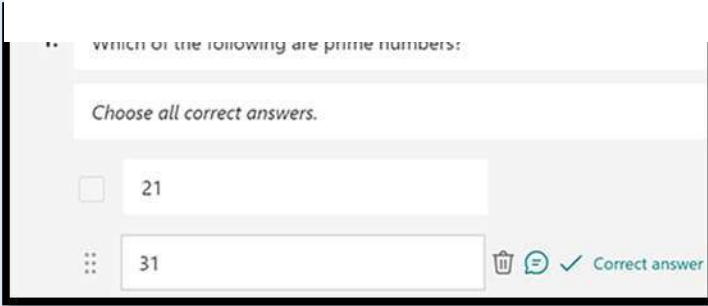 Which of the following are prime numbers?
Choose all correct answers.
21
31
Correct answer